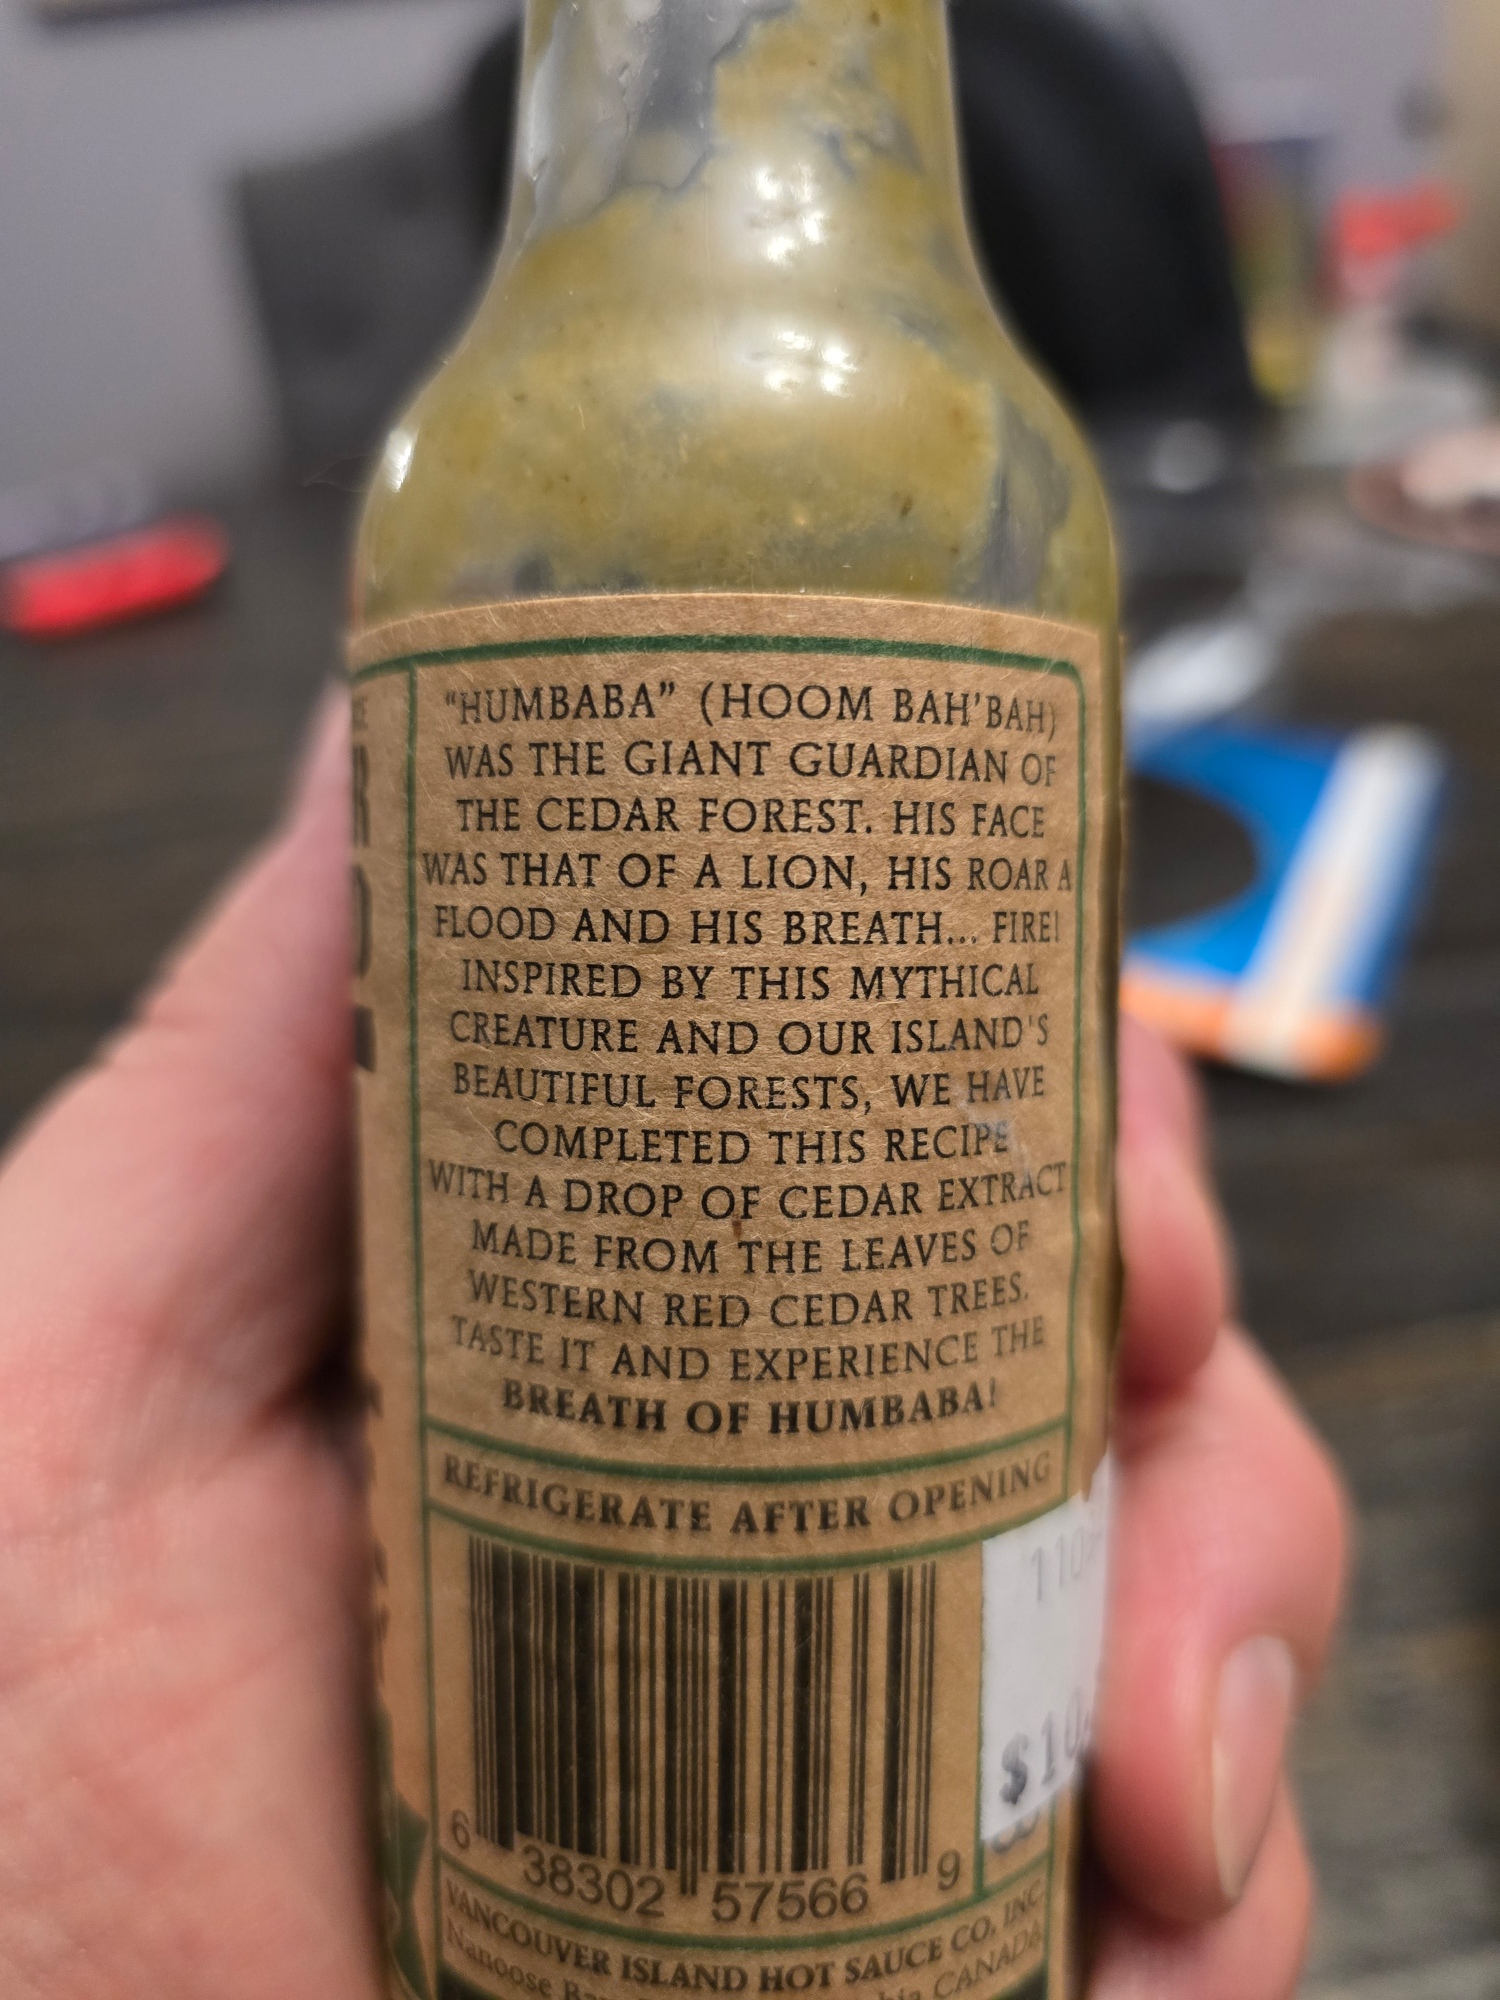 "HUMBABA" (HOOM BAH'BAH)
WAS THE GIANT GUARDIAN OF
THE CEDAR FOREST. HIS FACE
WAS THAT OF A LION, HIS ROAR A
FLOOD AND HIS BREATH... FIRE!
INSPIRED BY THIS MYTHICAL
CREATURE AND OUR ISLAND'S
BEAUTIFUL FORESTS, WE HAVE
COMPLETED THIS RECIPE
WITH A DROP OF CEDAR EXTRACT
MADE FROM THE LEAVES OF
WESTERN RED CEDAR TREES.
TASTE IT AND EXPERIENCE THE
BREATH OF HUMBABA!
REFRIGERATE AFTER OPENING
6 38302 57566 9
VANCOUVER ISLAND HOT SAUCE CO. INC.
Nanoose CANADA